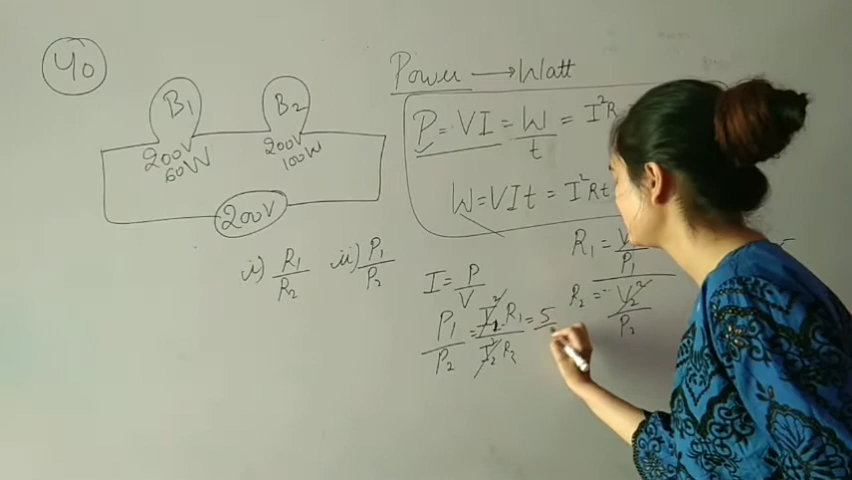 40
B1
B2
200V
60W
200V
100W
200V
i) R1/R2 ii) P1/P2
Power → Watt
P = VI = W/t = I²R
W = VIt = I²Rt
I = P/V
R1 = V/P1
R2 = V2²/P2
P1/P2 = I²R1/I²R2 = 5